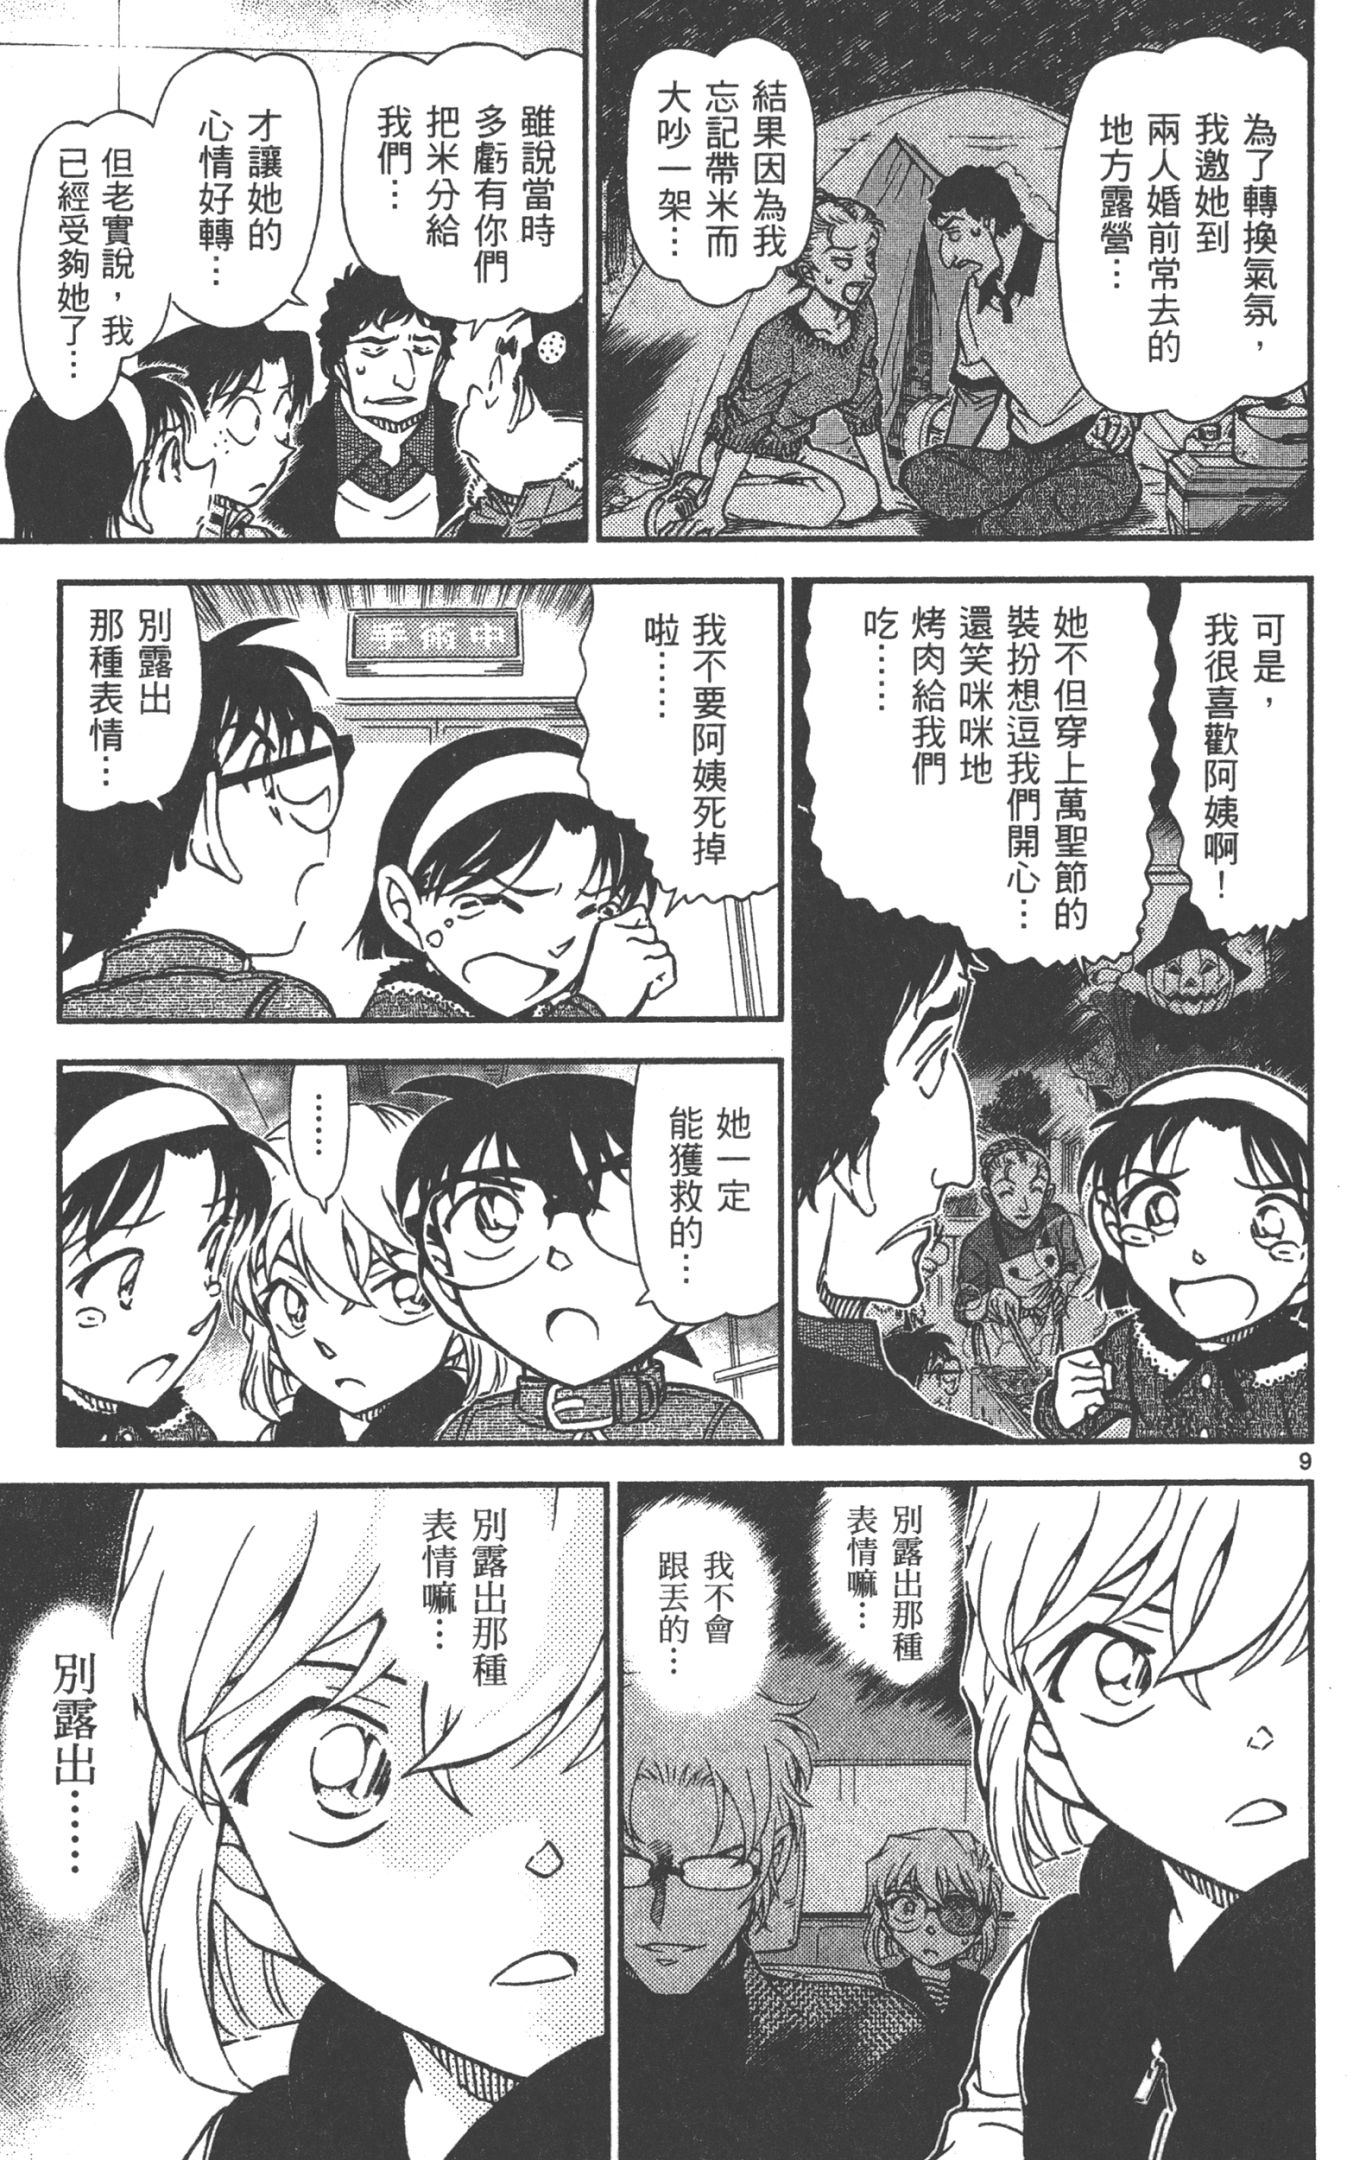 為了轉換氣氛，
我邀她到
兩人婚前常去的
地方露營…
結果因為我
忘記帶米而
大吵一架…
雖說當時
多虧有你們
把米分給
我們…
才讓她的
心情好轉…
但老實說，我
已經受夠她了…
可是，
我很喜歡阿姨啊！
她不但穿上萬聖節的
裝扮想逗我們開心…
還笑咪咪地
烤肉給我們
吃……
我不要阿姨死掉
啦……
手術中
別露出
那種表情…
她一定
能獲救的…
……
9
別露出那種
表情嘛…
我不會
跟丟的…
別露出那種
表情嘛…
別露出……